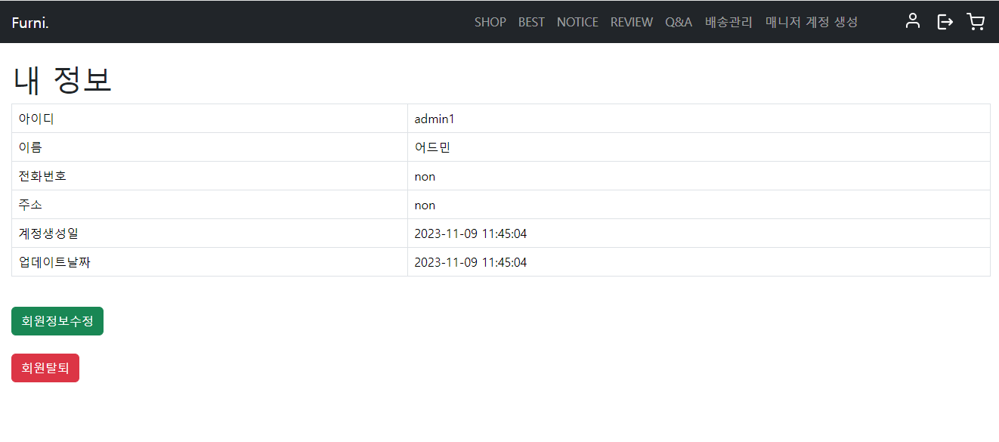 Furni. SHOP BEST NOTICE REVIEW Q&A 배송관리 매니저 계정 생성
내 정보
아이디 admin1
이름 어드민
전화번호 non
주소 non
계정생성일 2023-11-09 11:45:04
업데이트날짜 2023-11-09 11:45:04
회원정보수정
회원탈퇴